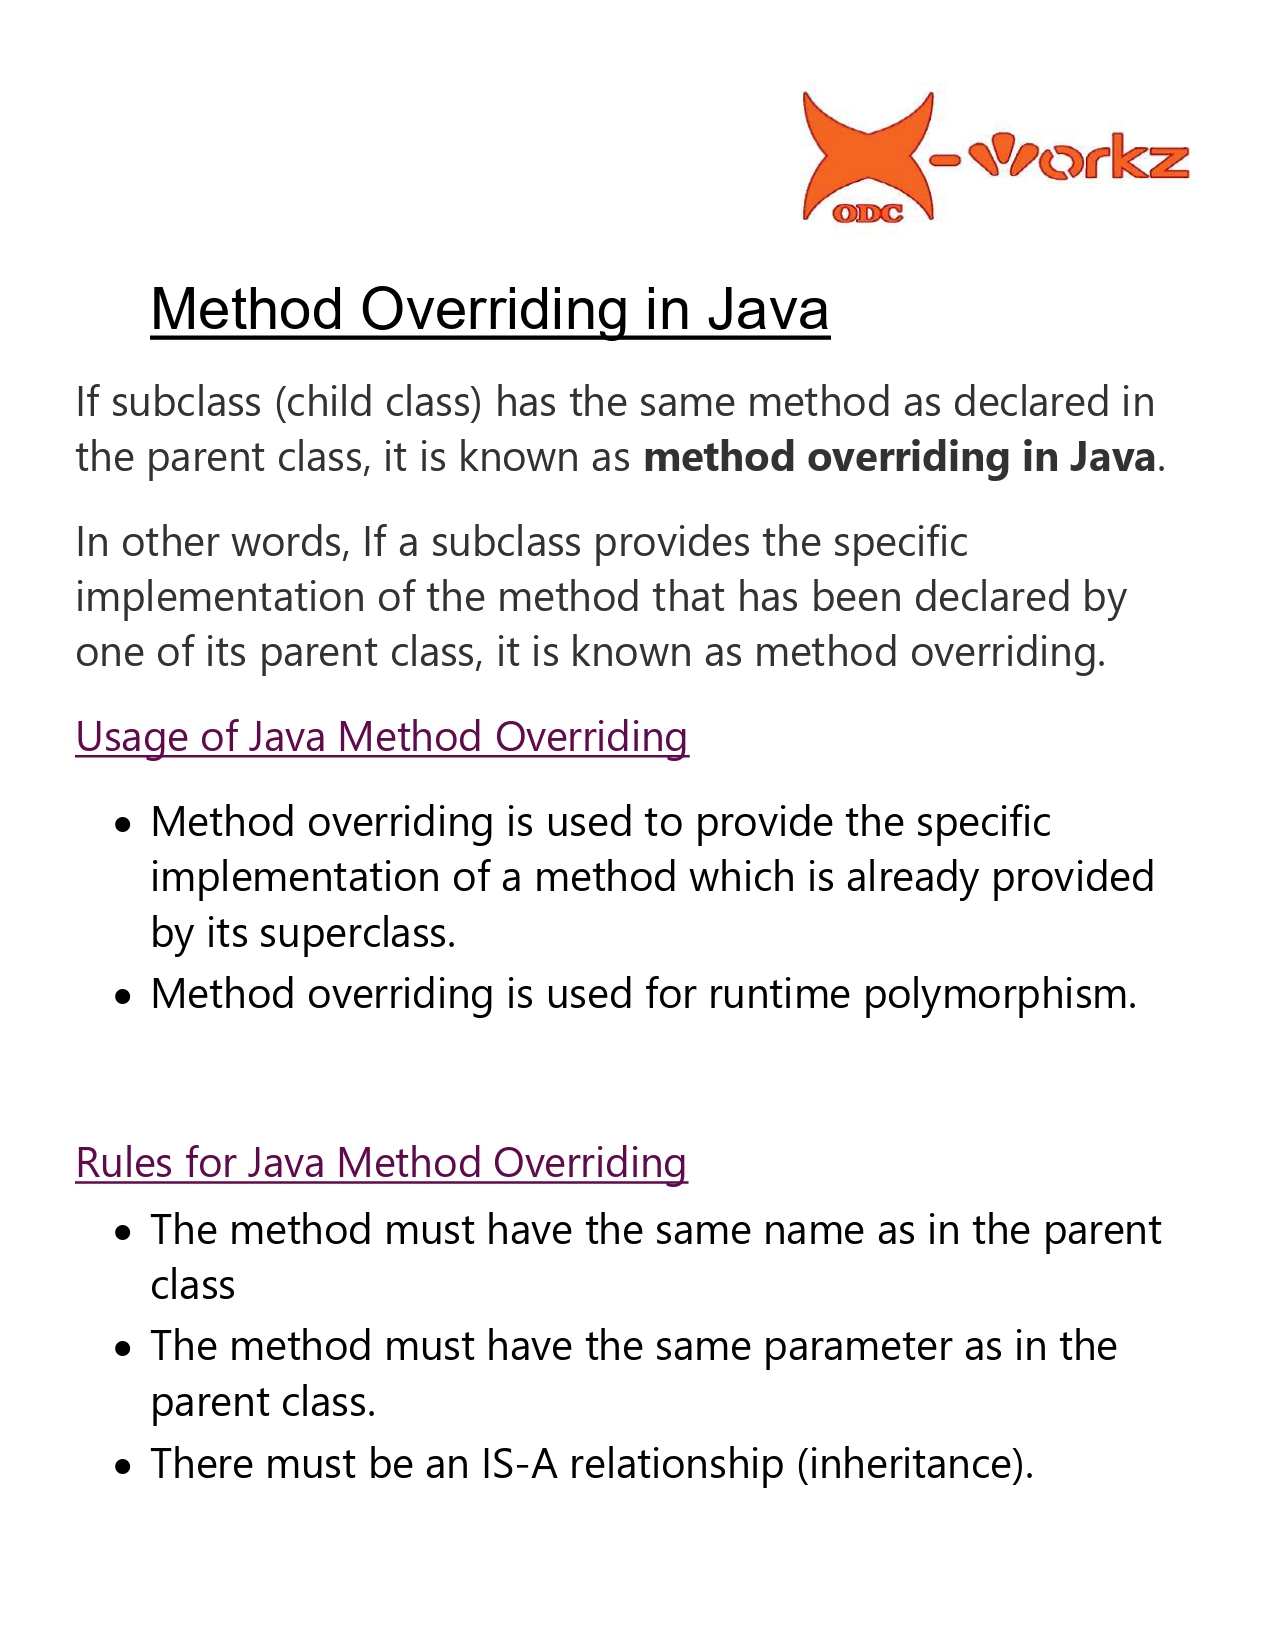 X-workz
ODC
Method Overriding in Java
If subclass (child class) has the same method as declared in
the parent class, it is known as method overriding in Java.
In other words, If a subclass provides the specific
implementation of the method that has been declared by
one of its parent class, it is known as method overriding.
Usage of Java Method Overriding
• Method overriding is used to provide the specific
implementation of a method which is already provided
by its superclass.
• Method overriding is used for runtime polymorphism.
Rules for Java Method Overriding
• The method must have the same name as in the parent
class
• The method must have the same parameter as in the
parent class.
• There must be an IS-A relationship (inheritance).